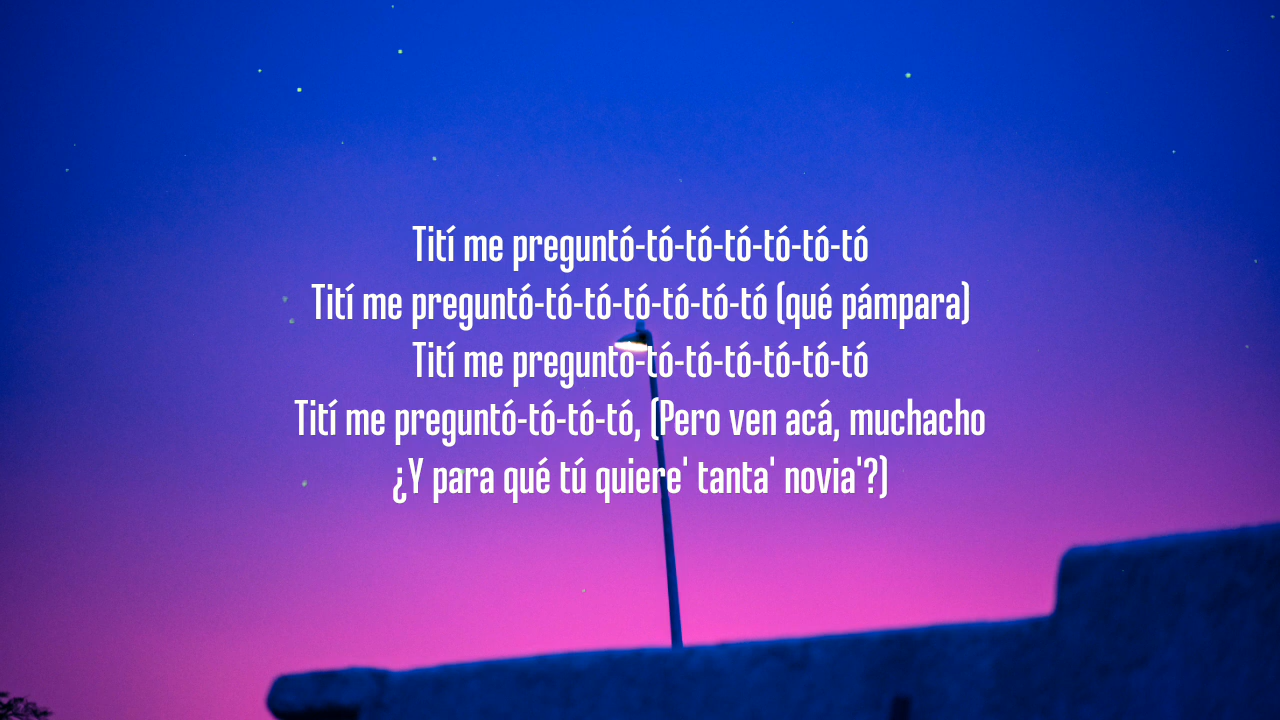 Tití me preguntó-tó-tó-tó-tó-tó-tó
Tití me preguntó-tó-tó-tó-tó-tó-tó (qué pámpara)
Tití me preguntó-tó-tó-tó-tó-tó-tó
Tití me preguntó-tó-tó-tó, (Pero ven acá, muchacho
¿Y para qué tú quiere' tanta' novia'?)